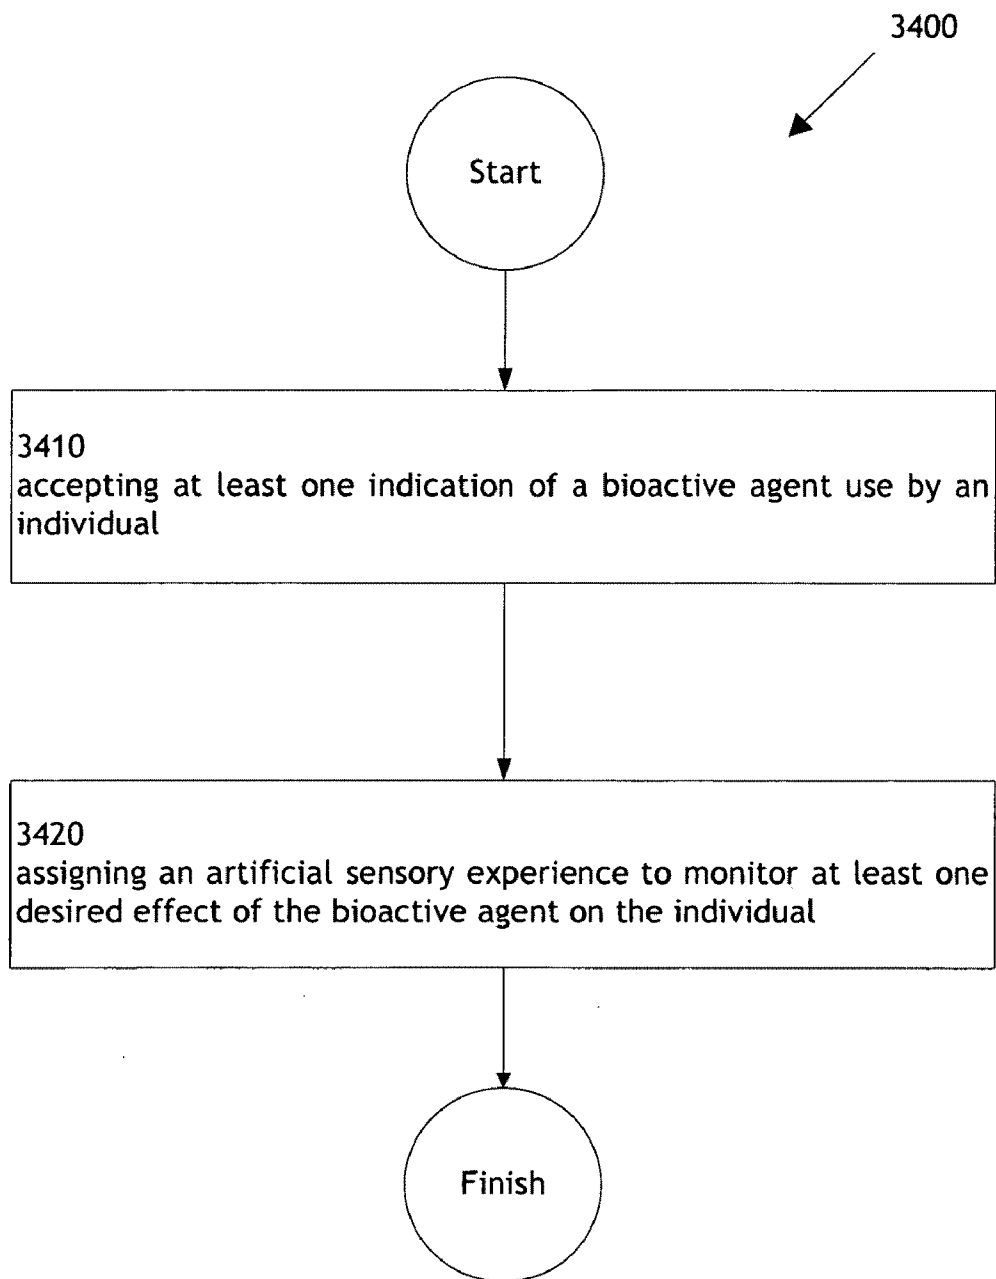 3400
Start
3410
accepting at least one indication of a bioactive agent use by an
individual
3420
assigning an artificial sensory experience to monitor at least one
desired effect of the bioactive agent on the individual
Finish